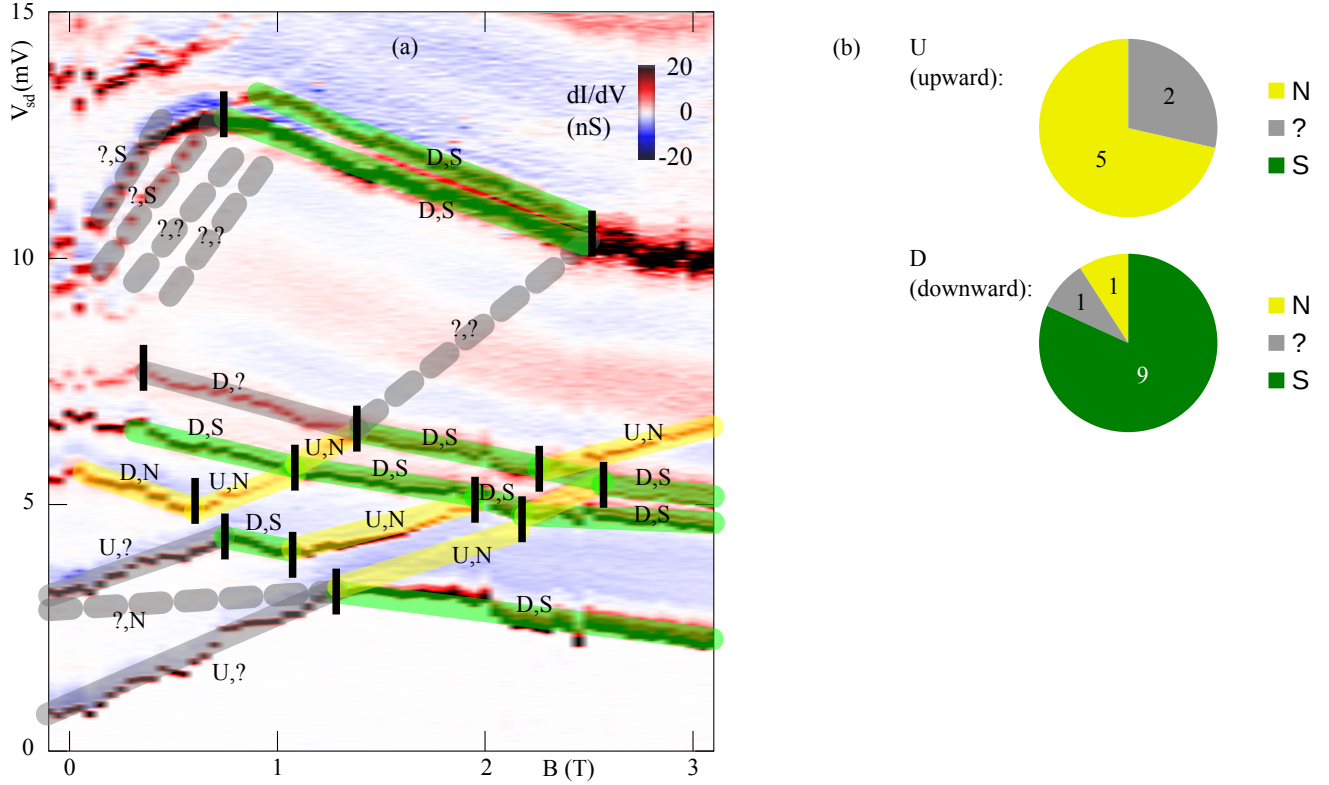 15
V_sd (mV)
10
5
0
0
1
2
B (T)
3
(a)
20
dI/dV
0
(nS)
-20
?,S
?,S
?,?
?,?
D,S
D,S
?,?
D,?
D,S
U,N
D,S
D,S
U,N
D,N
U,N
D,S
D,S
D,S
D,S
U,N
U,?
U,N
?,N
D,S
U,?
(b)
U
(upward):
2
5
N
?
S
D
(downward):
1
1
9
N
?
S